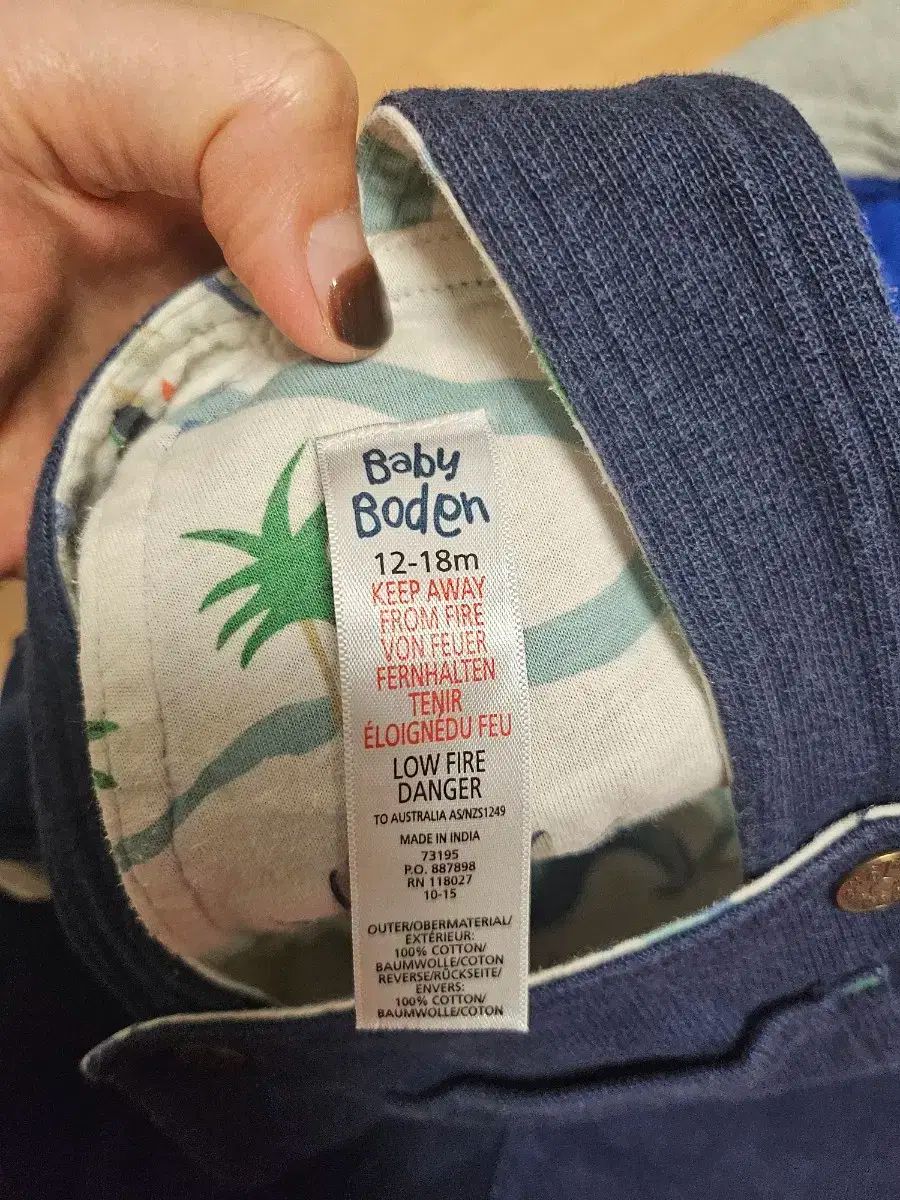 Baby
Boden
12-18m
KEEP AWAY
FROM FIRE
VON FEUER
FERNHALTEN
TENIR
ÉLOIGNÉDU FEU
LOW FIRE
DANGER
TO AUSTRALIA AS/NZS1249
MADE IN INDIA
73195
P.O. 887898
RN 118027
10-15
OUTER/OBERMATERIAL/
EXTÉRIEUR:
100% COTTON/
BAUMWOLLE/COTON
REVERSE/RÜCKSEITE/
ENVERS:
100% COTTON/
BAUMWOLLE/COTON